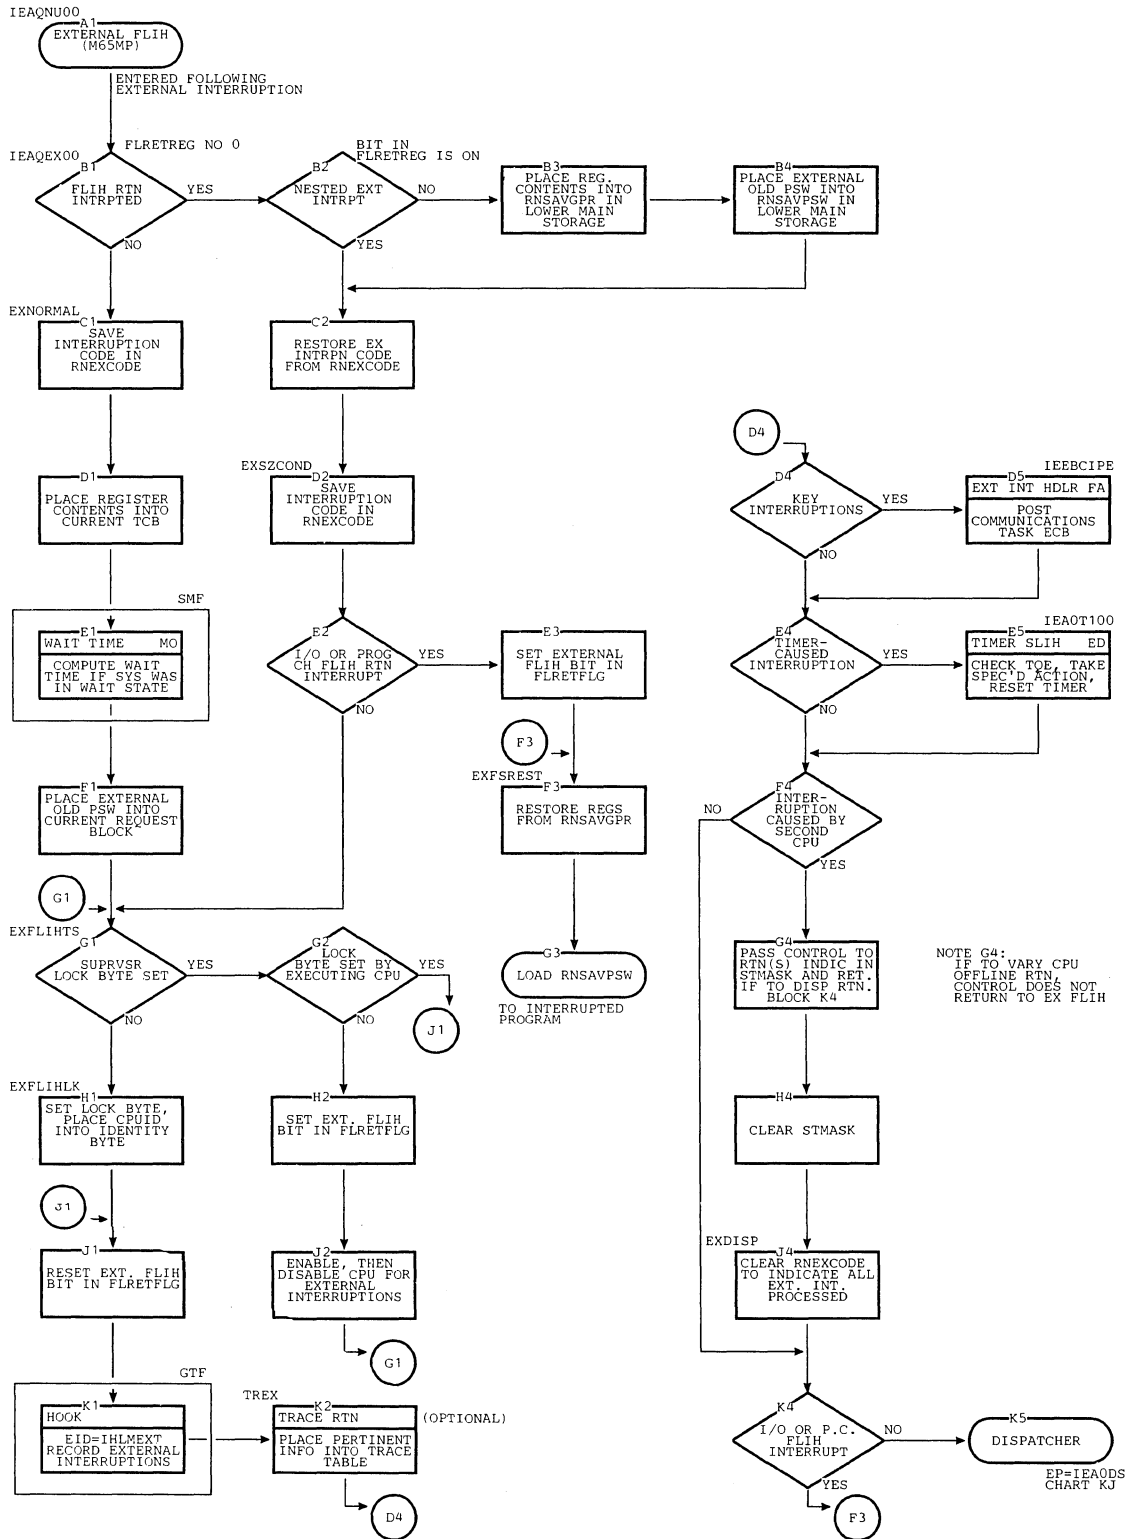 IEAQNU00
A1
EXTERNAL FLIH
(M65MP)
ENTERED FOLLOWING
EXTERNAL INTERRUPTION
IEAQEX00
FLRETREG NO 0
B1
FLIH RTN
INTRPTED
YES
NO
BIT IN
FLRETREG IS ON
B2
NESTED EXT
INTRPT
NO
YES
B3
PLACE REG.
CONTENTS INTO
RNSAVGPR IN
LOWER MAIN
STORAGE
B4
PLACE EXTERNAL
OLD PSW INTO
RNSAVPSW IN
LOWER MAIN
STORAGE
EXNORMAL
C1
SAVE
INTERRUPTION
CODE IN
RNEXCODE
C2
RESTORE EX
INTRPN CODE
FROM RNEXCODE
D1
PLACE REGISTER
CONTENTS INTO
CURRENT TCB
EXSZCOND
D2
SAVE
INTERRUPTION
CODE IN
RNEXCODE
D4
D4
KEY
INTERRUPTIONS
YES
NO
IEEBCIPE
D5
EXT INT HDLR FA
POST
COMMUNICATIONS
TASK ECB
SMF
E1
WAIT TIME MO
COMPUTE WAIT
TIME IF SYS WAS
IN WAIT STATE
E2
I/O OR PROG
CH FLIH RTN
INTERRUPT
YES
NO
E3
SET EXTERNAL
FLIH BIT IN
FLRETFLG
E4
TIMER-
CAUSED
INTERRUPTION
YES
NO
IEA0T100
E5
TIMER SLIH ED
CHECK TQE, TAKE
SPEC'D ACTION,
RESET TIMER
F1
PLACE EXTERNAL
OLD PSW INTO
CURRENT REQUEST
BLOCK
F3
EXFSREST
F3
RESTORE REGS
FROM RNSAVGPR
F4
INTER-
RUPTION
CAUSED BY
SECOND
CPU
NO
YES
G1
EXFLIHTS
G1
SUPRVSR
LOCK BYTE SET
YES
NO
G2
LOCK
BYTE SET BY
EXECUTING CPU
YES
NO
J1
G3
LOAD RNSAVPSW
TO INTERRUPTED
PROGRAM
G4
PASS CONTROL TO
RTN(S) INDIC IN
STMASK AND RET.
IF TO DISP RTN.
BLOCK K4
NOTE G4:
IF TO VARY CPU
OFFLINE RTN,
CONTROL DOES NOT
RETURN TO EX FLIH
EXFLIHLK
H1
SET LOCK BYTE,
PLACE CPUID
INTO IDENTITY
BYTE
H2
SET EXT. FLIH
BIT IN FLRETFLG
H4
CLEAR STMASK
J1
J1
RESET EXT. FLIH
BIT IN FLRETFLG
J2
ENABLE, THEN
DISABLE CPU FOR
EXTERNAL
INTERRUPTIONS
G1
EXDISP
J4
CLEAR RNEXCODE
TO INDICATE ALL
EXT. INT.
PROCESSED
GTF
K1
HOOK
EID=IHLMEXT
RECORD EXTERNAL
INTERRUPTIONS
TREX
K2
TRACE RTN
(OPTIONAL)
PLACE PERTINENT
INFO INTO TRACE
TABLE
D4
K4
I/O OR P.C.
FLIH
INTERRUPT
NO
YES
F3
K5
DISPATCHER
EP=IEA0DS
CHART KJ